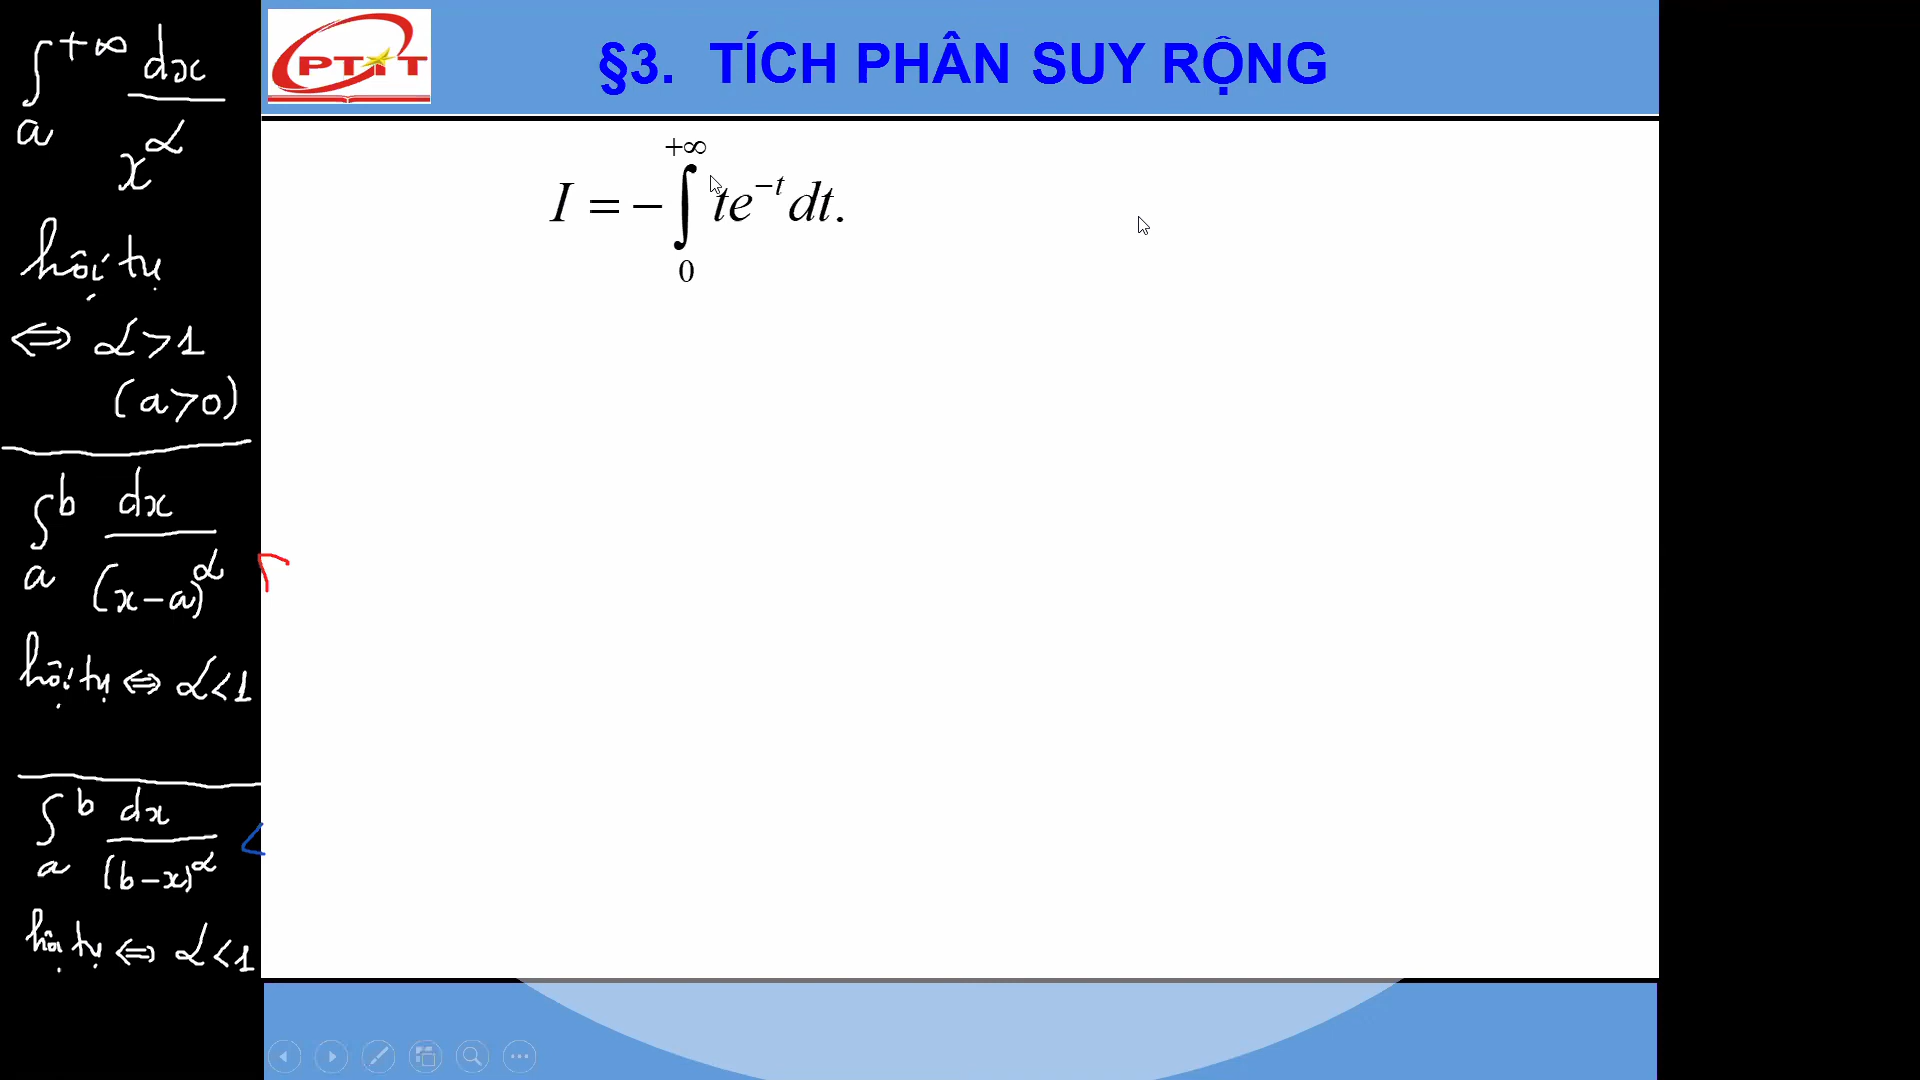 ∫_a^{+∞} dx / x^α
hội tụ
⇔ α > 1
(a > 0)
∫_a^b dx / (x - a)^α
hội tụ ⇔ α < 1
∫_a^b dx / (b - x)^α
hội tụ ⇔ α < 1
PTIT
§3. TÍCH PHÂN SUY RỘNG
I = - ∫_0^{+∞} te^{-t} dt.